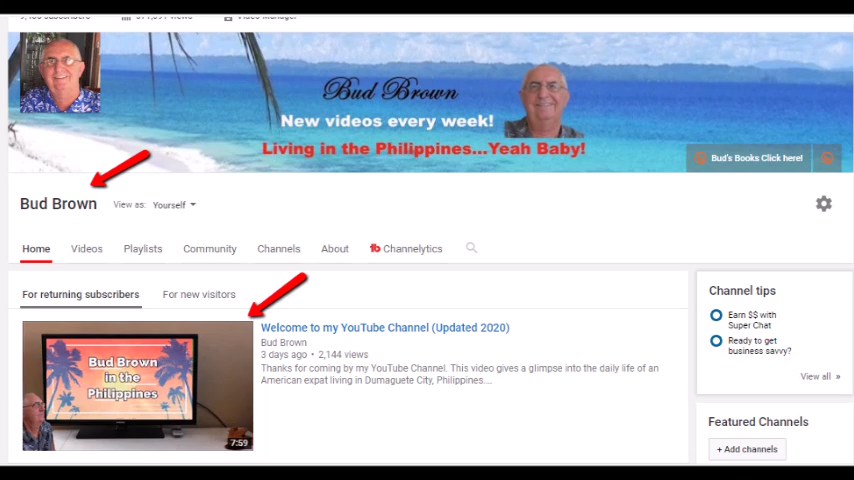 Video Manager
Bud Brown
New videos every week!
Living in the Philippines...Yeah Baby!
Bud's Books Click here!
Bud Brown
View as: Yourself
Home Videos Playlists Community Channels About Channelytics
For returning subscribers For new visitors
Bud Brown
in the
Philippines
7:59
Welcome to my YouTube Channel (Updated 2020)
Bud Brown
3 days ago • 2,144 views
Thanks for coming by my YouTube Channel. This video gives a glimpse into the daily life of an
American expat living in Dumaguete City, Philippines....
Channel tips
Earn $$ with
Super Chat
Ready to get
business savvy?
View all »
Featured Channels
+ Add channels